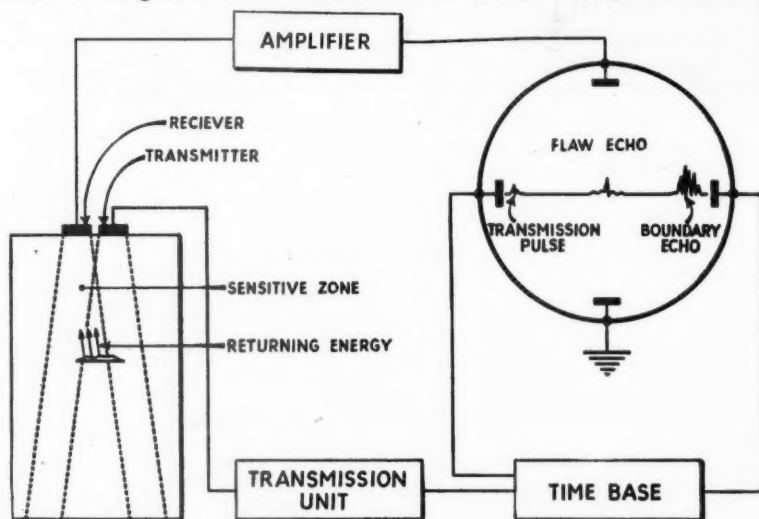 AMPLIFIER
RECIEVER
TRANSMITTER
FLAW ECHO
TRANSMISSION
PULSE
BOUNDARY
ECHO
SENSITIVE ZONE
RETURNING ENERGY
TRANSMISSION
UNIT
TIME BASE